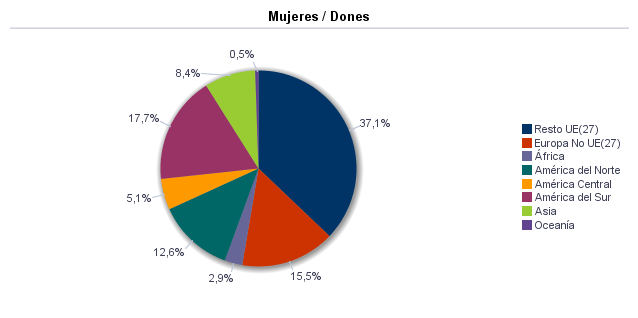 Mujeres / Dones
0,5%
8,4%
37,1%
17,7%
5,1%
12,6%
2,9%
15,5%
Resto UE(27)
Europa No UE(27)
África
América del Norte
América Central
América del Sur
Asia
Oceanía